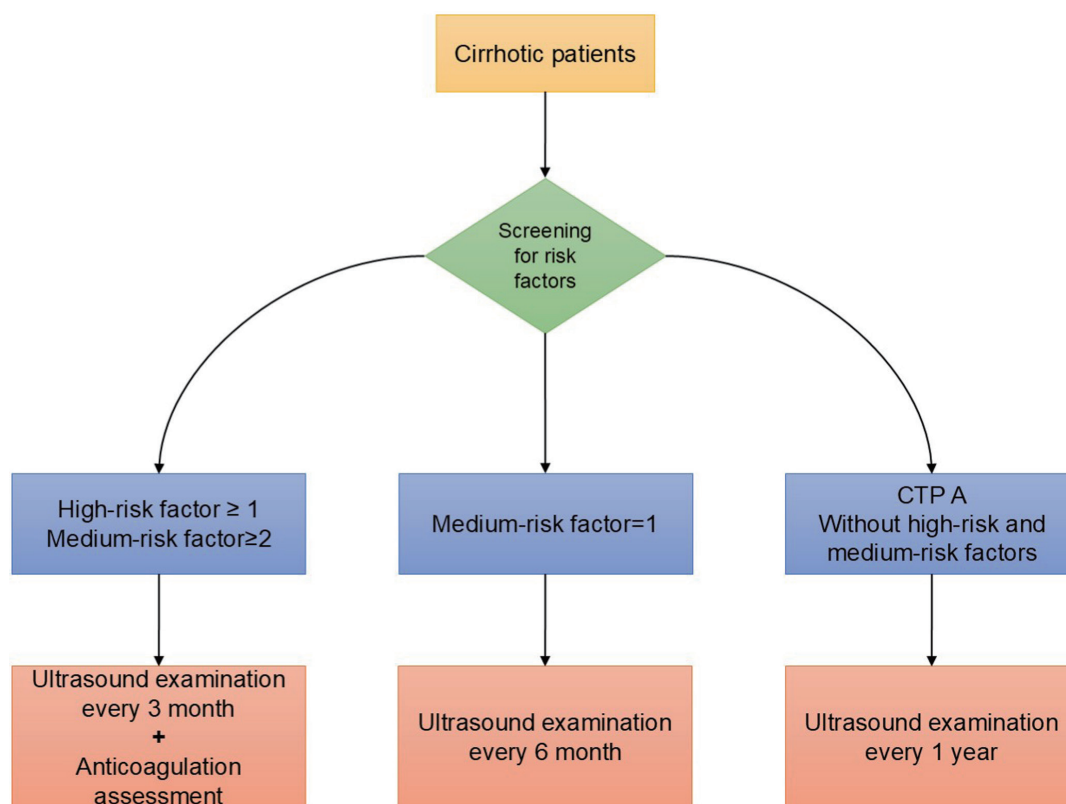 Cirrhotic patients
Screening
for risk
factors
High-risk factor ≥ 1
Medium-risk factor≥2
Medium-risk factor=1
CTP A
Without high-risk and
medium-risk factors
Ultrasound examination
every 3 month
+
Anticoagulation
assessment
Ultrasound examination
every 6 month
Ultrasound examination
every 1 year